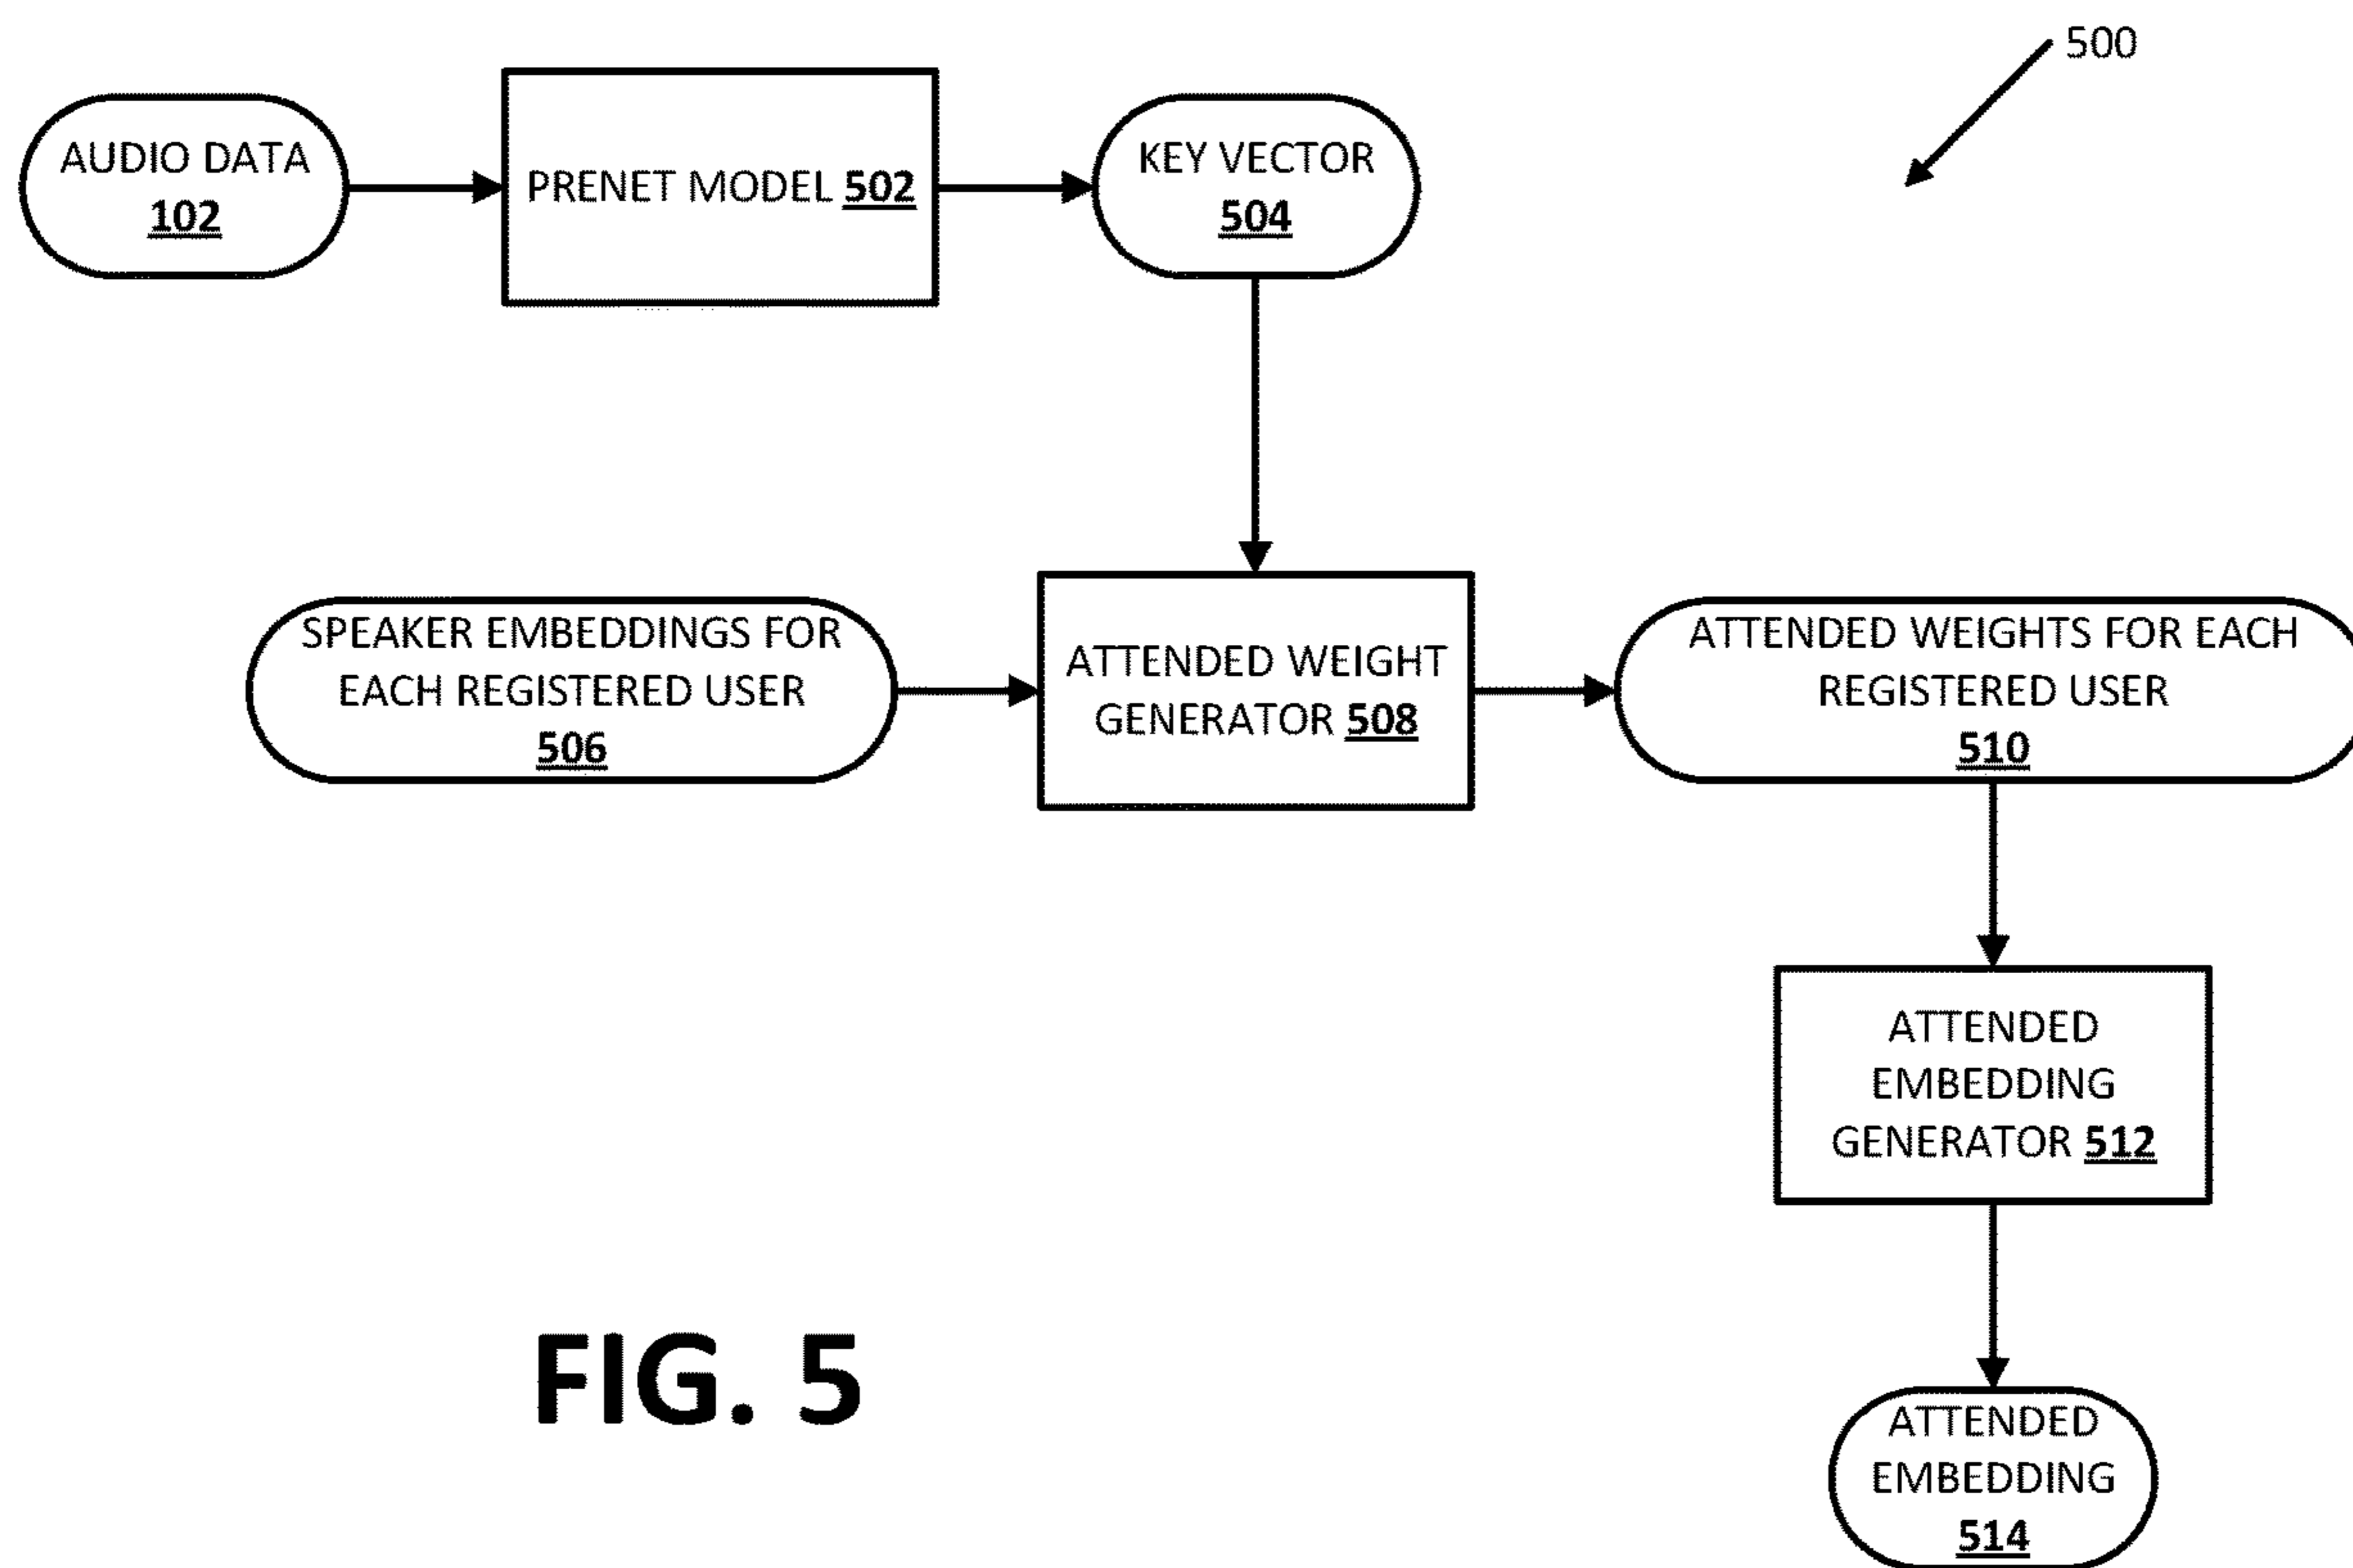 500
AUDIO DATA
102
PRENET MODEL 502
KEY VECTOR
504
SPEAKER EMBEDDINGS FOR
EACH REGISTERED USER
506
ATTENDED WEIGHT
GENERATOR 508
ATTENDED WEIGHTS FOR EACH
REGISTERED USER
510
ATTENDED
EMBEDDING
GENERATOR 512
ATTENDED
EMBEDDING
514
FIG. 5